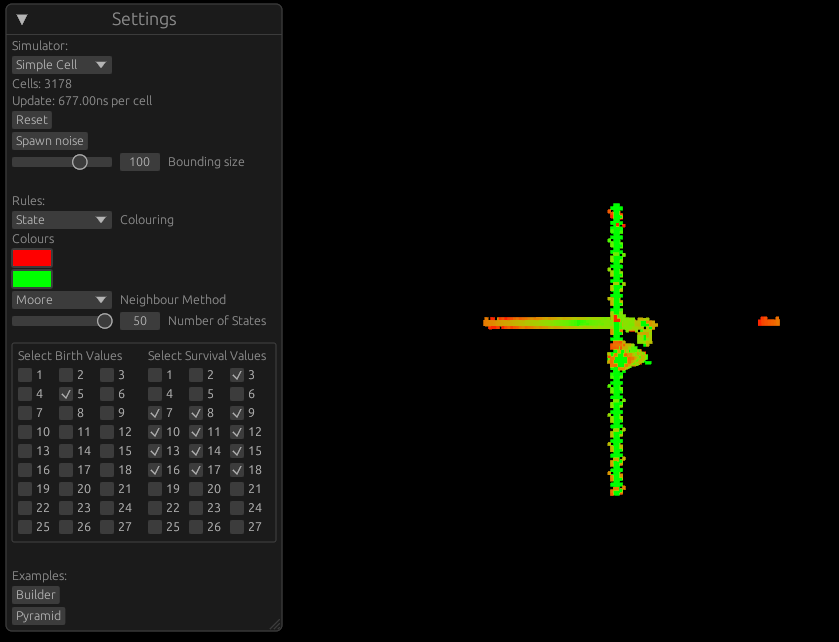 Settings
Simulator:
Simple Cell
Cells: 3178
Update: 677.00ns per cell
Reset
Spawn noise
100 Bounding size
Rules:
State Colouring
Colours
Moore Neighbour Method
50 Number of States
Select Birth Values Select Survival Values
1 2 3 1 2 3
4 5 6 4 5 6
7 8 9 7 8 9
10 11 12 10 11 12
13 14 15 13 14 15
16 17 18 16 17 18
19 20 21 19 20 21
22 23 24 22 23 24
25 26 27 25 26 27
Examples:
Builder
Pyramid